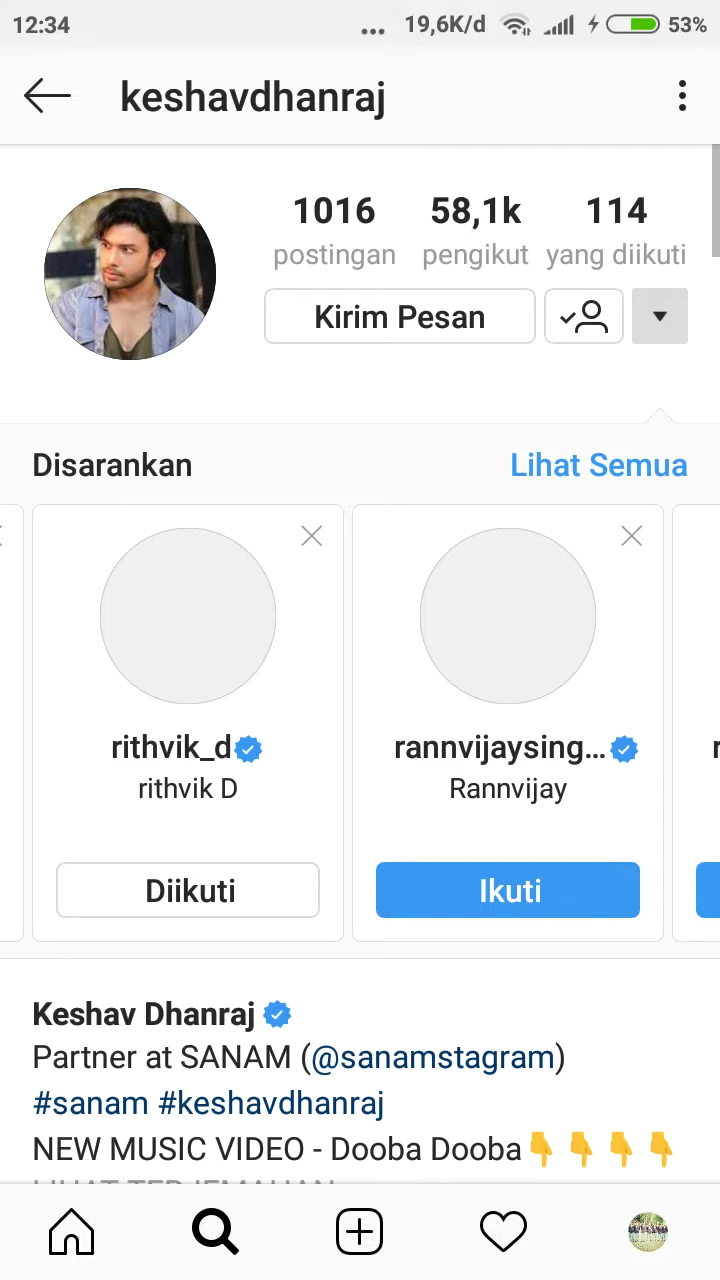 12:34 ... 19,6K/d 53%
keshavdhanraj
1016 58,1k 114
postingan pengikut yang diikuti
Kirim Pesan
Disarankan Lihat Semua
rithvik_d rannvijaysing...
rithvik D Rannvijay
Diikuti Ikuti
Keshav Dhanraj
Partner at SANAM (@sanamstagram)
#sanam #keshavdhanraj
NEW MUSIC VIDEO - Dooba Dooba👇👇👇👇
LIHAT TERJEMAHAN